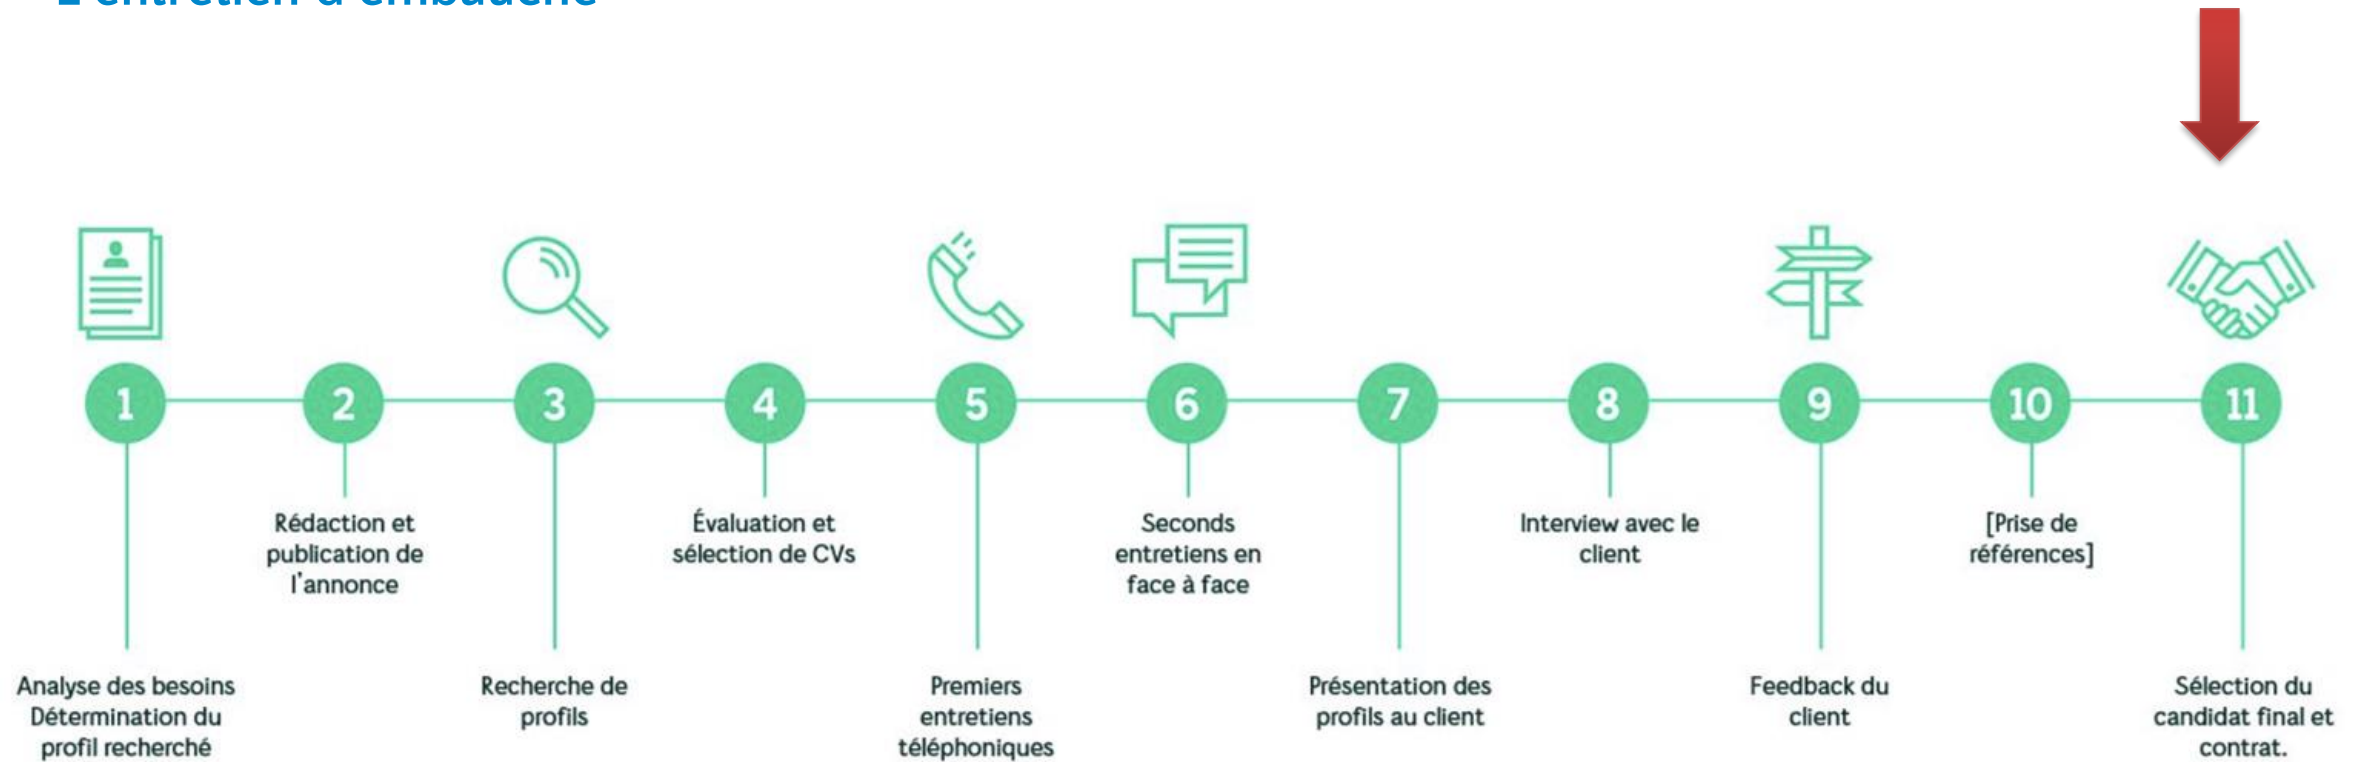 L'entretien d'embauche
1
2
3
4
5
6
7
8
9
10
11
Rédaction et
publication de
l'annonce
Évaluation et
sélection de CVs
Seconds
entretiens en
face à face
Interview avec le
client
[Prise de
références]
Analyse des besoins
Détermination du
profil recherché
Recherche de
profils
Premiers
entretiens
téléphoniques
Présentation des
profils au client
Feedback du
client
Sélection du
candidat final et
contrat.